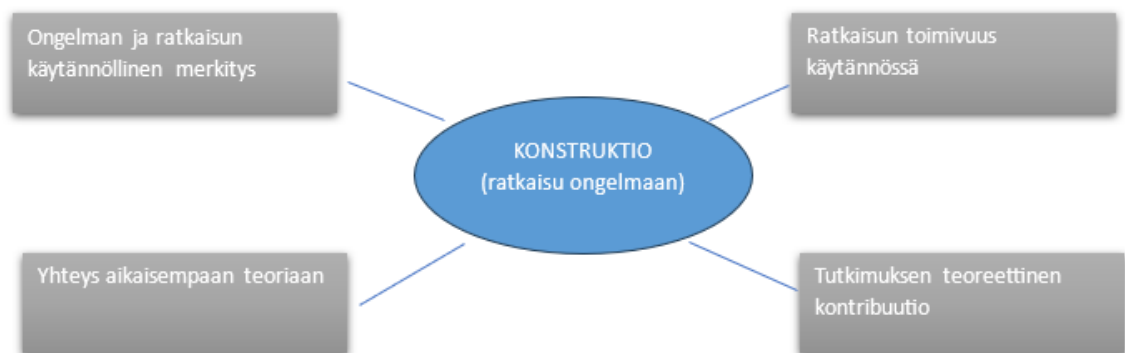 Ongelman ja ratkaisun
käytännöllinen merkitys
Ratkaisun toimivuus
käytännössä
KONSTRUKTIO
(ratkaisu ongelmaan)
Yhteys aikaisempaan teoriaan
Tutkimuksen teoreettinen
kontribuutio